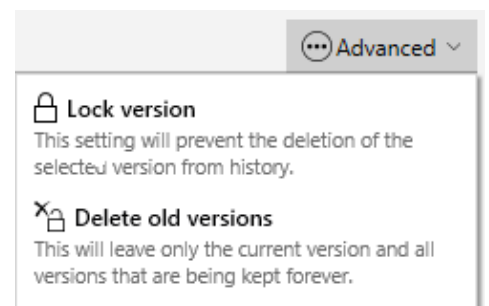 Advanced
Lock version
This setting will prevent the deletion of the
selected version from history.
Delete old versions
This will leave only the current version and all
versions that are being kept forever.